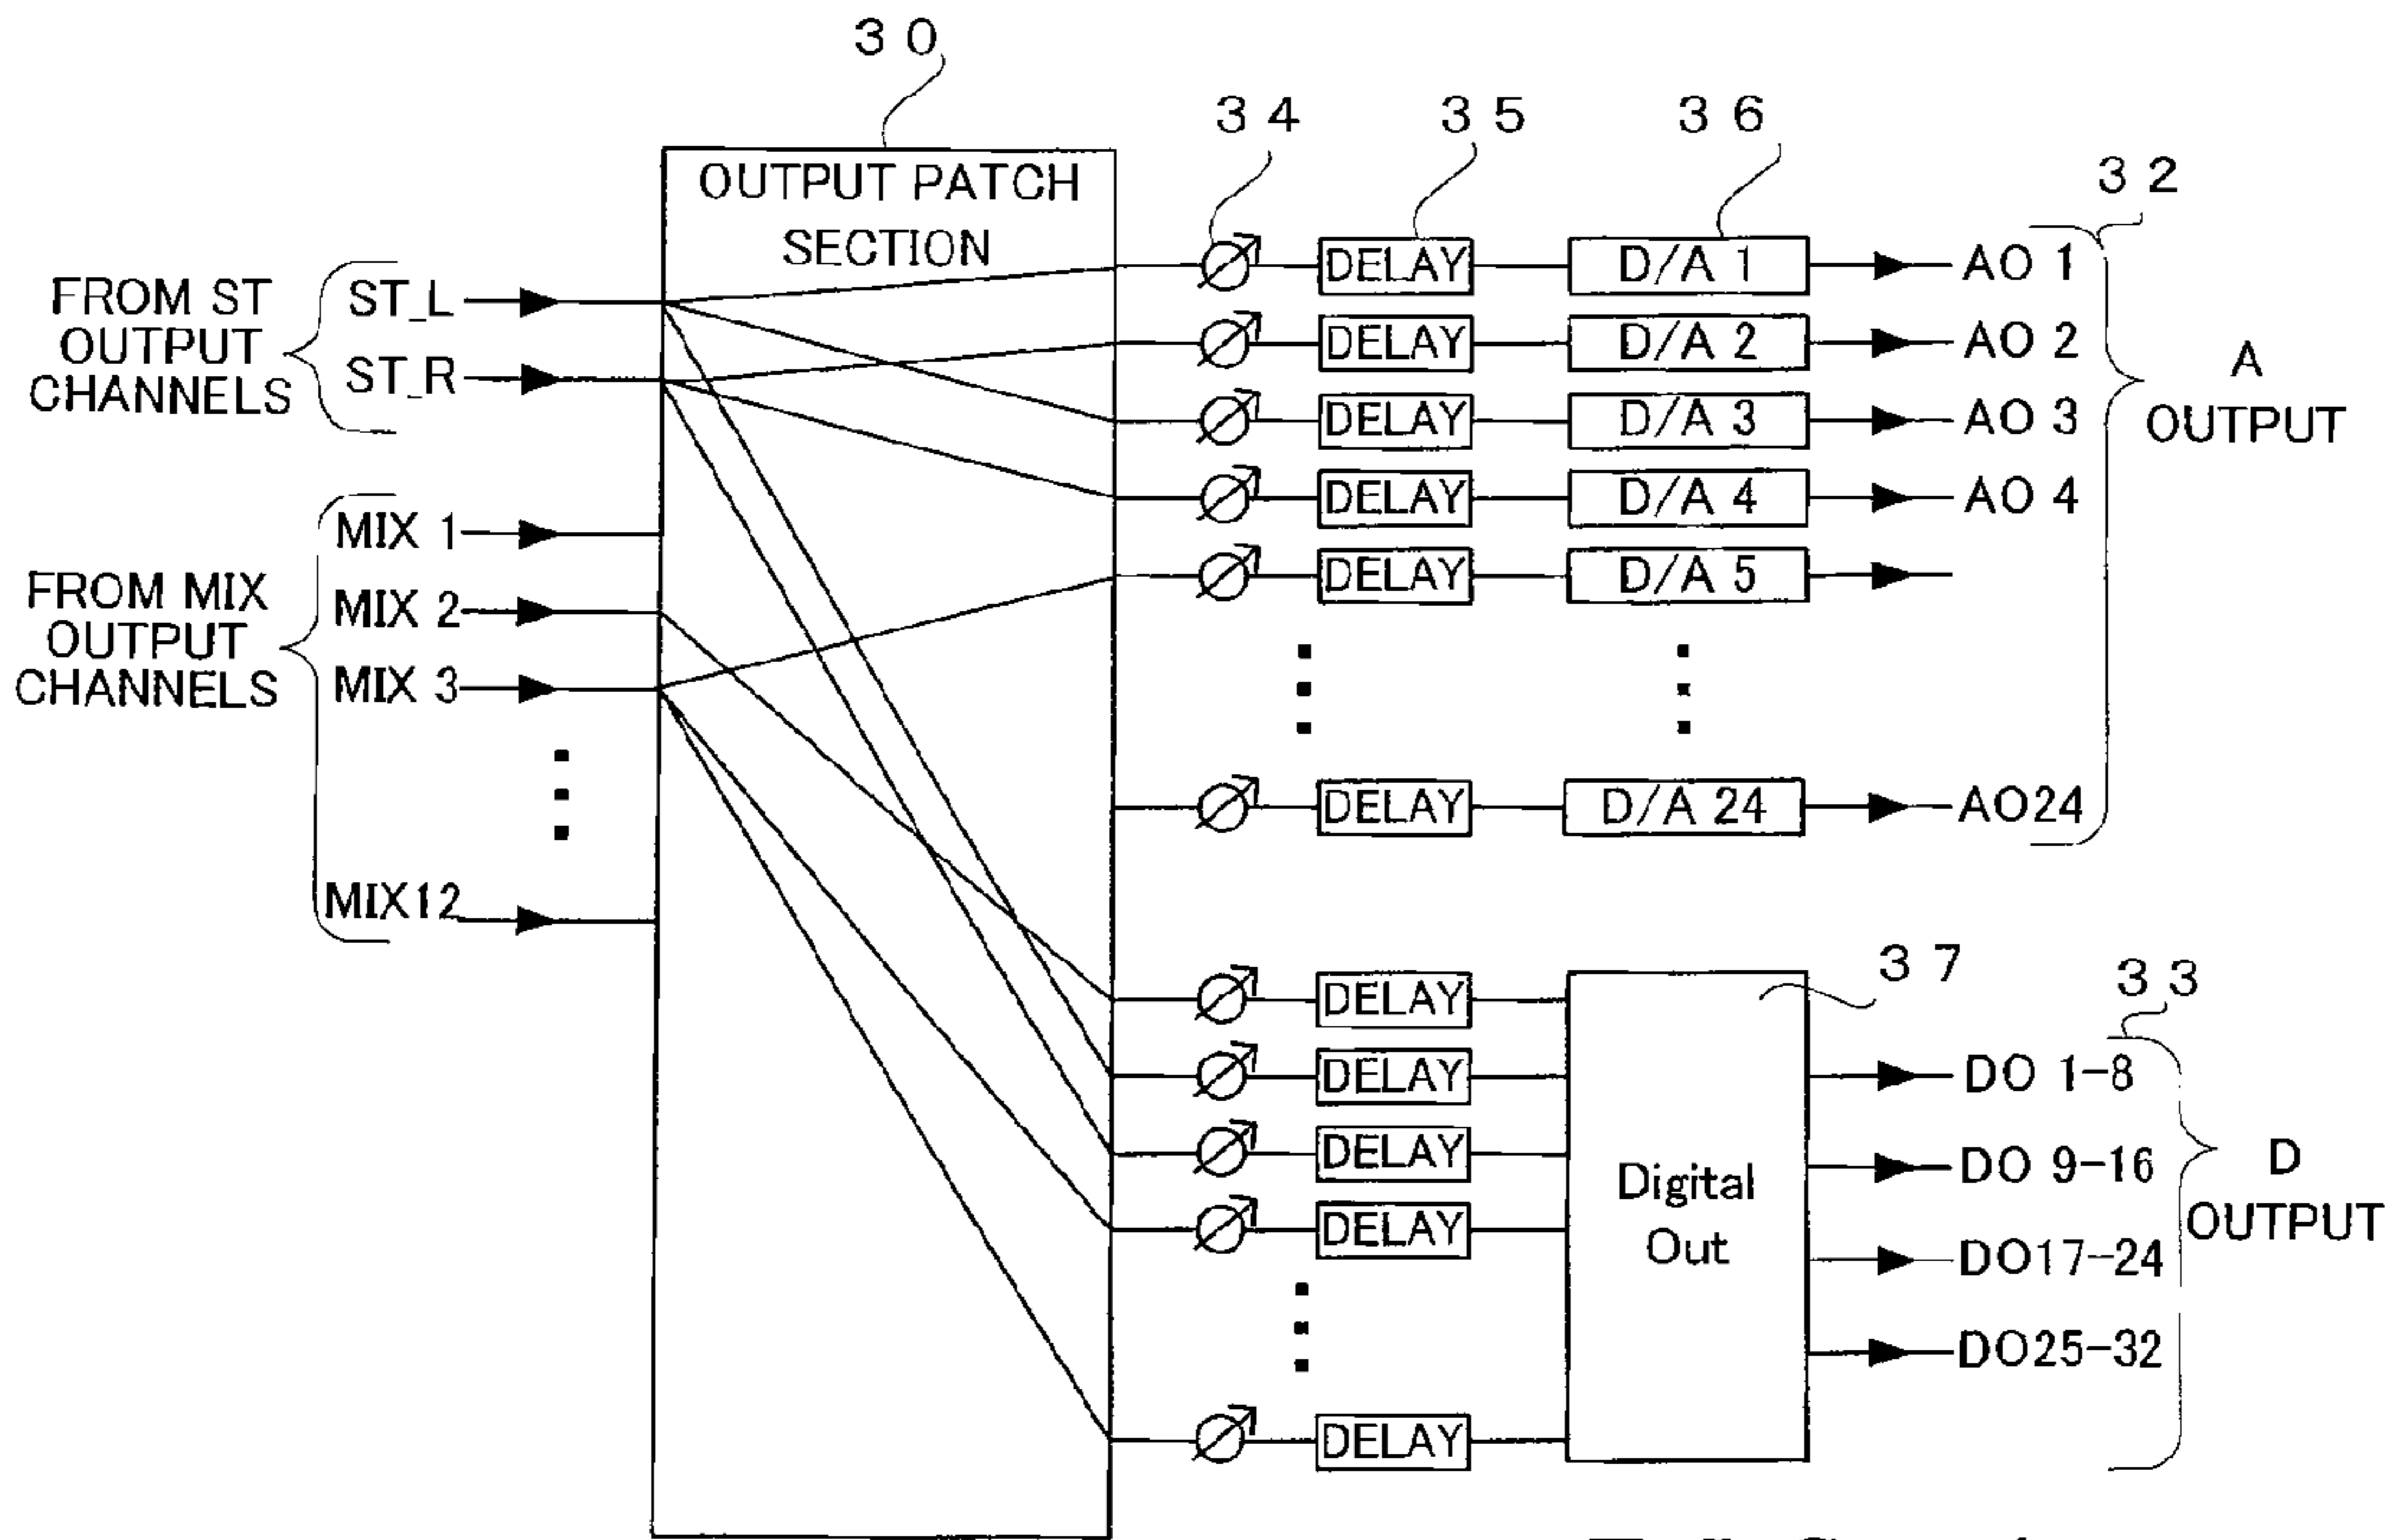 30
34
35
36
32
OUTPUT PATCH
SECTION
FROM ST
OUTPUT
CHANNELS
ST_L
ST_R
FROM MIX
OUTPUT
CHANNELS
MIX 1
MIX 2
MIX 3
MIX12
DELAY
D/A 1
AO 1
DELAY
D/A 2
AO 2
DELAY
D/A 3
AO 3
DELAY
D/A 4
AO 4
DELAY
D/A 5
DELAY
D/A 24
AO24
A
OUTPUT
DELAY
DELAY
DELAY
DELAY
DELAY
37
Digital
Out
33
DO 1-8
DO 9-16
DO17-24
DO25-32
D
OUTPUT